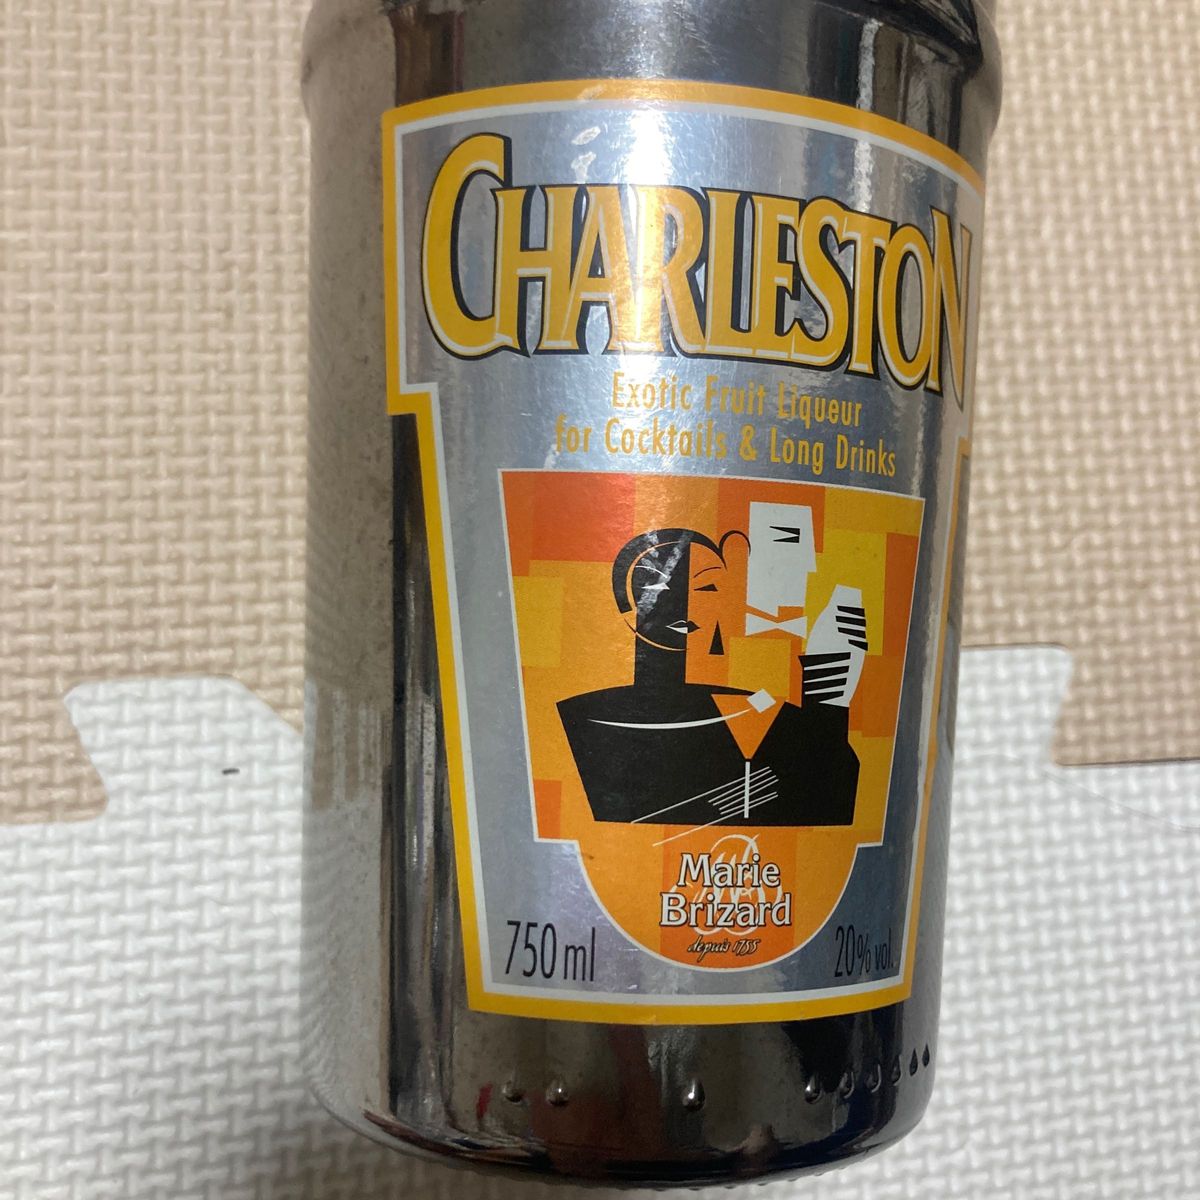 CHARLESTON
Exotic Fruit Liqueur
for Cocktails & Long Drinks
Marie
Brizard
depuis 1755
750 ml
20% vol.